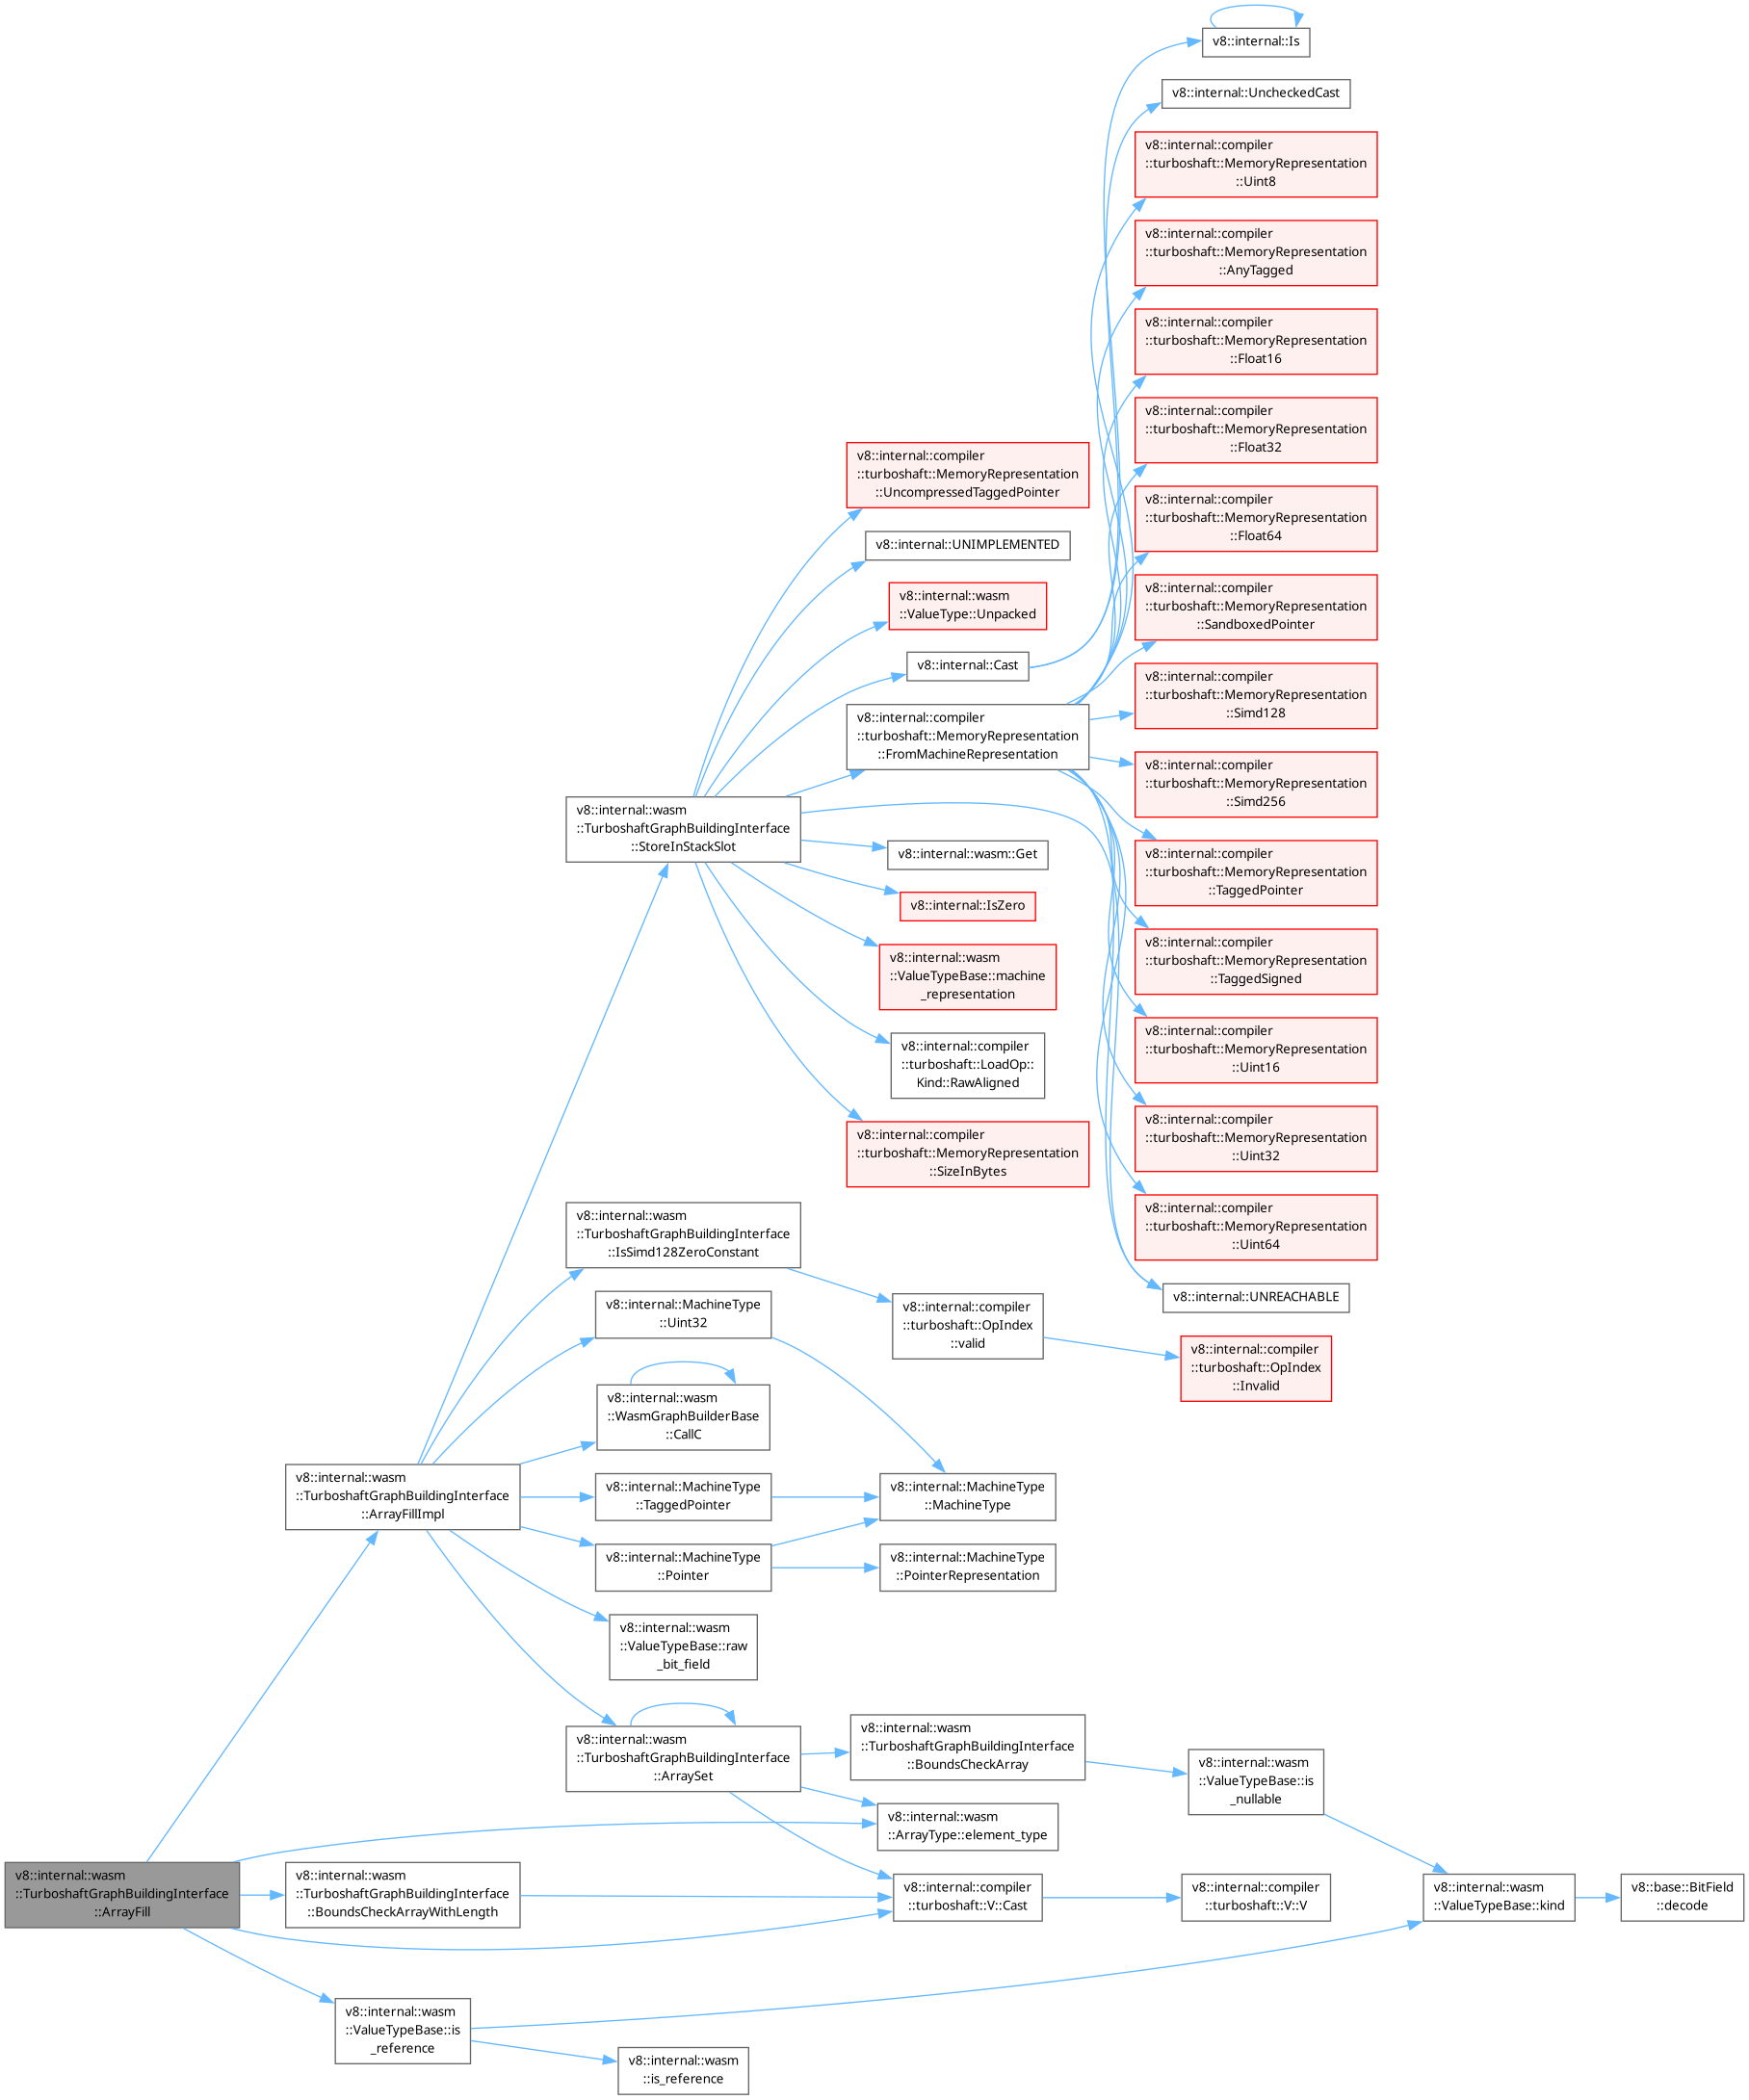 v8::internal::Is
v8::internal::UncheckedCast
v8::internal::compiler
::turboshaft::MemoryRepresentation
::Uint8
v8::internal::compiler
::turboshaft::MemoryRepresentation
::AnyTagged
v8::internal::compiler
::turboshaft::MemoryRepresentation
::Float16
v8::internal::compiler
::turboshaft::MemoryRepresentation
::Float32
v8::internal::compiler
::turboshaft::MemoryRepresentation
::Float64
v8::internal::compiler
::turboshaft::MemoryRepresentation
::SandboxedPointer
v8::internal::compiler
::turboshaft::MemoryRepresentation
::Simd128
v8::internal::compiler
::turboshaft::MemoryRepresentation
::Simd256
v8::internal::compiler
::turboshaft::MemoryRepresentation
::TaggedPointer
v8::internal::compiler
::turboshaft::MemoryRepresentation
::TaggedSigned
v8::internal::compiler
::turboshaft::MemoryRepresentation
::Uint16
v8::internal::compiler
::turboshaft::MemoryRepresentation
::Uint32
v8::internal::compiler
::turboshaft::MemoryRepresentation
::Uint64
v8::internal::UNREACHABLE
v8::internal::compiler
::turboshaft::OpIndex
::Invalid
v8::internal::compiler
::turboshaft::MemoryRepresentation
::UncompressedTaggedPointer
v8::internal::UNIMPLEMENTED
v8::internal::wasm
::ValueType::Unpacked
v8::internal::Cast
v8::internal::compiler
::turboshaft::MemoryRepresentation
::FromMachineRepresentation
v8::internal::wasm::Get
v8::internal::IsZero
v8::internal::wasm
::ValueTypeBase::machine
_representation
v8::internal::compiler
::turboshaft::LoadOp::
Kind::RawAligned
v8::internal::compiler
::turboshaft::MemoryRepresentation
::SizeInBytes
v8::internal::wasm
::TurboshaftGraphBuildingInterface
::StoreInStackSlot
v8::internal::wasm
::TurboshaftGraphBuildingInterface
::IsSimd128ZeroConstant
v8::internal::compiler
::turboshaft::OpIndex
::valid
v8::internal::MachineType
::Uint32
v8::internal::wasm
::WasmGraphBuilderBase
::CallC
v8::internal::wasm
::TurboshaftGraphBuildingInterface
::ArrayFillImpl
v8::internal::MachineType
::TaggedPointer
v8::internal::MachineType
::MachineType
v8::internal::MachineType
::Pointer
v8::internal::MachineType
::PointerRepresentation
v8::internal::wasm
::ValueTypeBase::raw
_bit_field
v8::internal::wasm
::TurboshaftGraphBuildingInterface
::ArraySet
v8::internal::wasm
::TurboshaftGraphBuildingInterface
::BoundsCheckArray
v8::internal::wasm
::ValueTypeBase::is
_nullable
v8::internal::wasm
::ArrayType::element_type
v8::internal::wasm
::TurboshaftGraphBuildingInterface
::ArrayFill
v8::internal::wasm
::TurboshaftGraphBuildingInterface
::BoundsCheckArrayWithLength
v8::internal::compiler
::turboshaft::V::Cast
v8::internal::compiler
::turboshaft::V::V
v8::internal::wasm
::ValueTypeBase::kind
v8::base::BitField
::decode
v8::internal::wasm
::ValueTypeBase::is
_reference
v8::internal::wasm
::is_reference